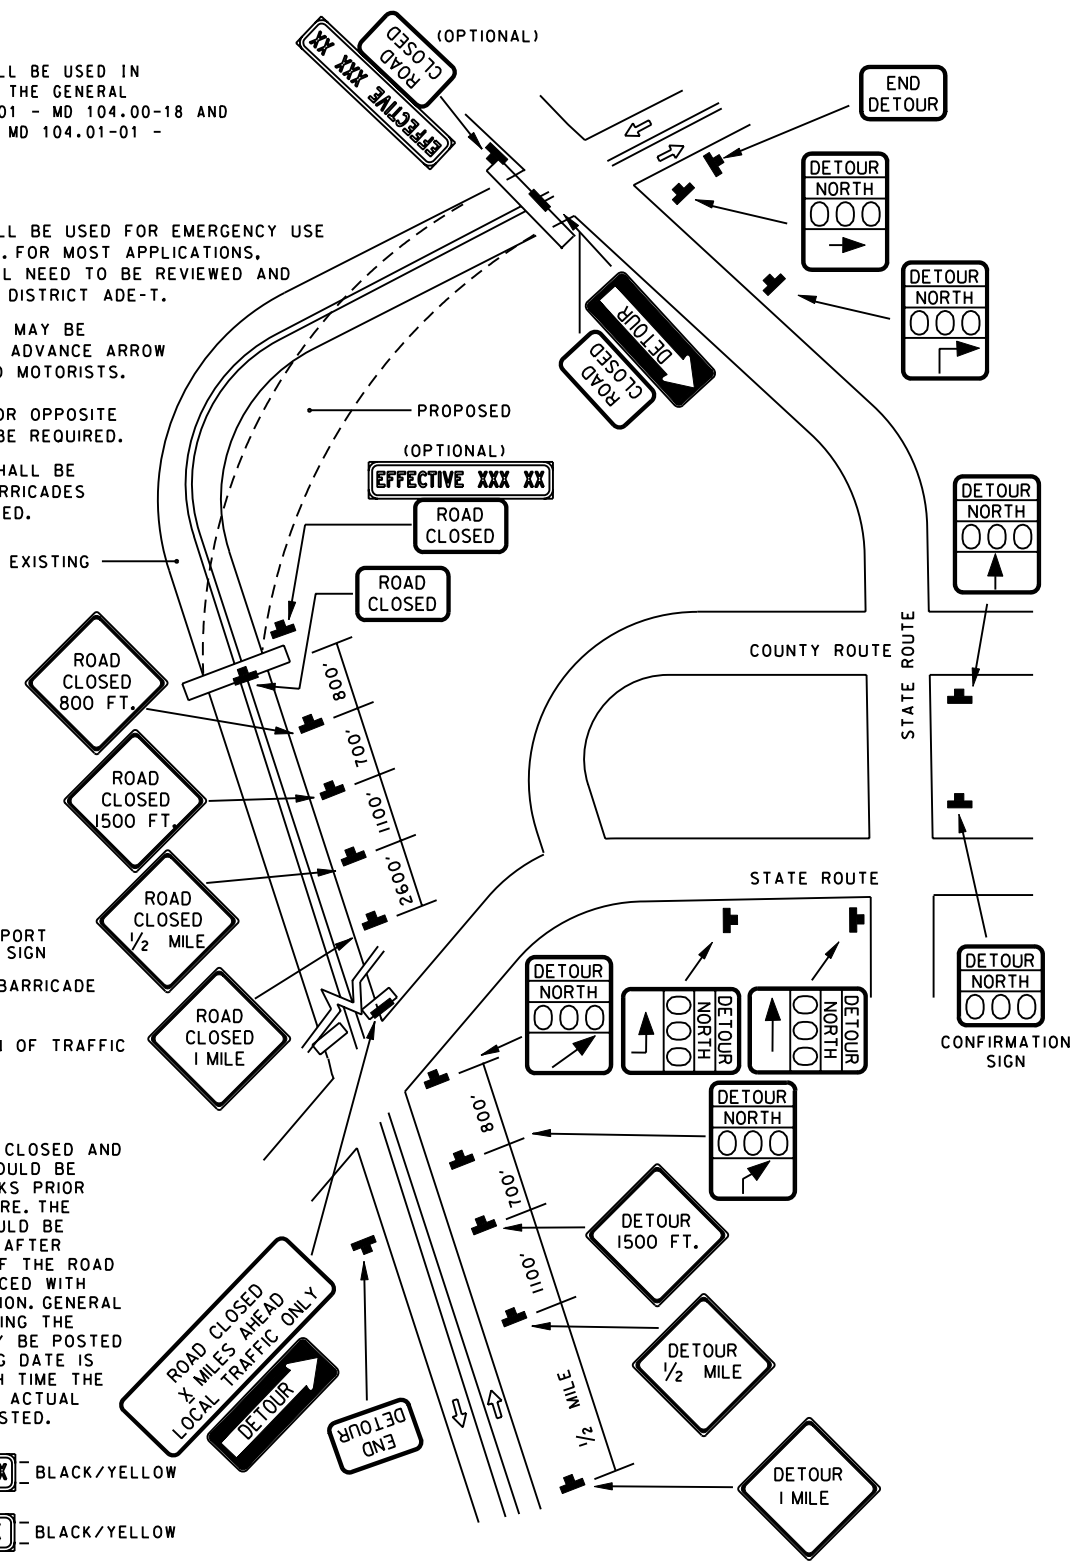 LL BE USED IN
THE GENERAL
01 - MD 104.00-18 AND
MD 104.01-01 -
LL BE USED FOR EMERGENCY USE
. FOR MOST APPLICATIONS,
L NEED TO BE REVIEWED AND
DISTRICT ADE-T.
MAY BE
ADVANCE ARROW
MOTORISTS.
OR OPPOSITE
BE REQUIRED.
HALL BE
RRICADES
ED.
(OPTIONAL)
ROAD
CLOSED
EFFECTIVE XXX XX
END
DETOUR
DETOUR
NORTH
000
DETOUR
NORTH
000
DETOUR
ROAD
CLOSED
PROPOSED
(OPTIONAL)
EFFECTIVE XXX XX
ROAD
CLOSED
EXISTING
ROAD
CLOSED
DETOUR
NORTH
000
COUNTY ROUTE
STATE ROUTE
ROAD
CLOSED
800 FT.
800'
700'
1100'
2600'
ROAD
CLOSED
1500 FT.
ROAD
CLOSED
1/2 MILE
ROAD
CLOSED
1 MILE
STATE ROUTE
PORT
SIGN
BARRICADE
OF TRAFFIC
DETOUR
NORTH
000
DETOUR
NORTH
000
DETOUR
NORTH
000
DETOUR
NORTH
000
CONFIRMATION
SIGN
DETOUR
NORTH
000
800'
700'
1100'
1/2 MILE
DETOUR
1500 FT.
DETOUR
1/2 MILE
DETOUR
1 MILE
CLOSED AND
OULD BE
KS PRIOR
RE. THE
ULD BE
AFTER
F THE ROAD
CED WITH
ION. GENERAL
ING THE
Y BE POSTED
G DATE IS
H TIME THE
ACTUAL
STED.
ROAD CLOSED
X MILES AHEAD
LOCAL TRAFFIC ONLY
DETOUR
END
DETOUR
X BLACK/YELLOW
BLACK/YELLOW